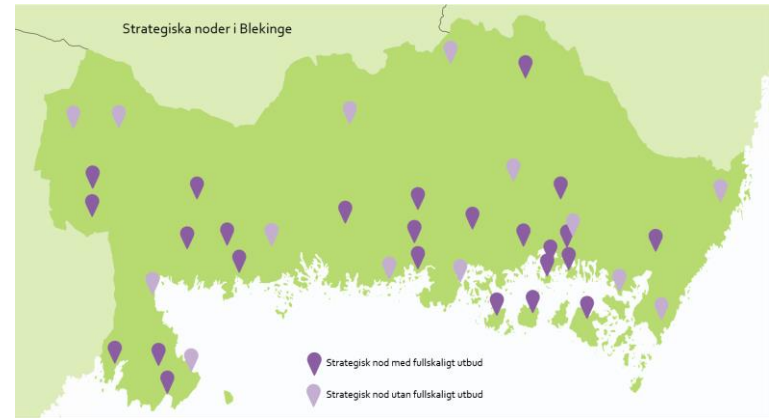 Strategiska noder i Blekinge
Strategisk nod med fullskaligt utbud
Strategisk nod utan fullskaligt utbud